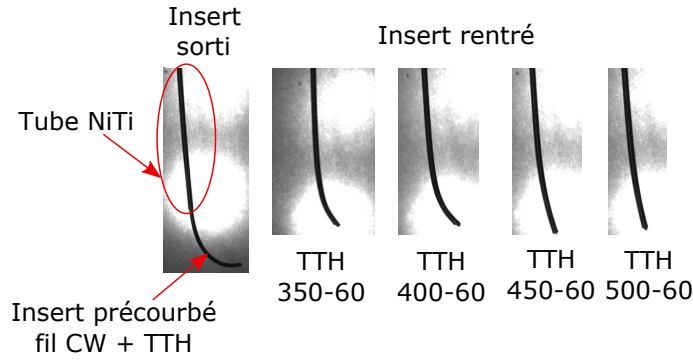 Insert
sorti
Insert rentré
Tube NiTi
TTH
350-60
TTH
400-60
TTH
450-60
TTH
500-60
Insert précourbé
fil CW + TTH